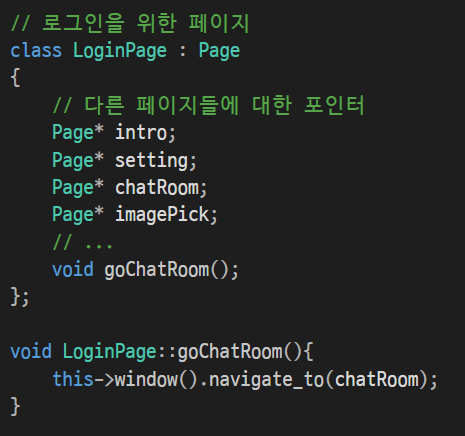 // 로그인을 위한 페이지
class LoginPage : Page
{
    // 다른 페이지들에 대한 포인터
    Page* intro;
    Page* setting;
    Page* chatRoom;
    Page* imagePick;
    // ...
    void goChatRoom();
};

void LoginPage::goChatRoom(){
    this->window().navigate_to(chatRoom);
}